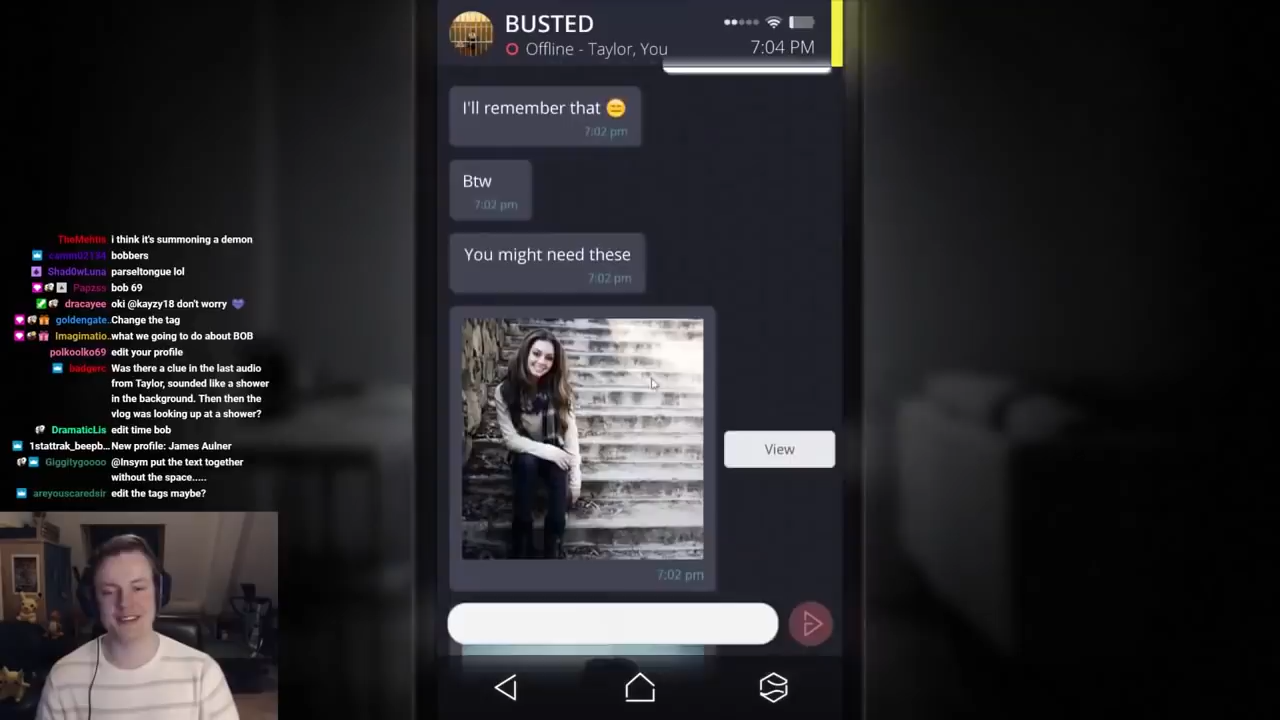 BUSTED
Offline - Taylor, You
7:04 PM
I'll remember that 😑
7:02 pm
Btw
7:02 pm
You might need these
7:02 pm
View
7:02 pm
TheMehtis i think it's summoning a demon
camm02134 bobbers
Shad0wLuna parseltongue lol
Papzss bob 69
dracayee oki @kayzy18 don't worry 💜
goldengate.. Change the tag
Imaginatio.. what we going to do about BOB
polkoolko69 edit your profile
badgerc Was there a clue in the last audio
from Taylor, sounded like a shower
in the background. Then then the
vlog was looking up at a shower?
DramaticLis edit time bob
1stattrak_beepb... New profile: James Aulner
Giggitygoooo @Insym put the text together
without the space.....
areyouscaredsir edit the tags maybe?